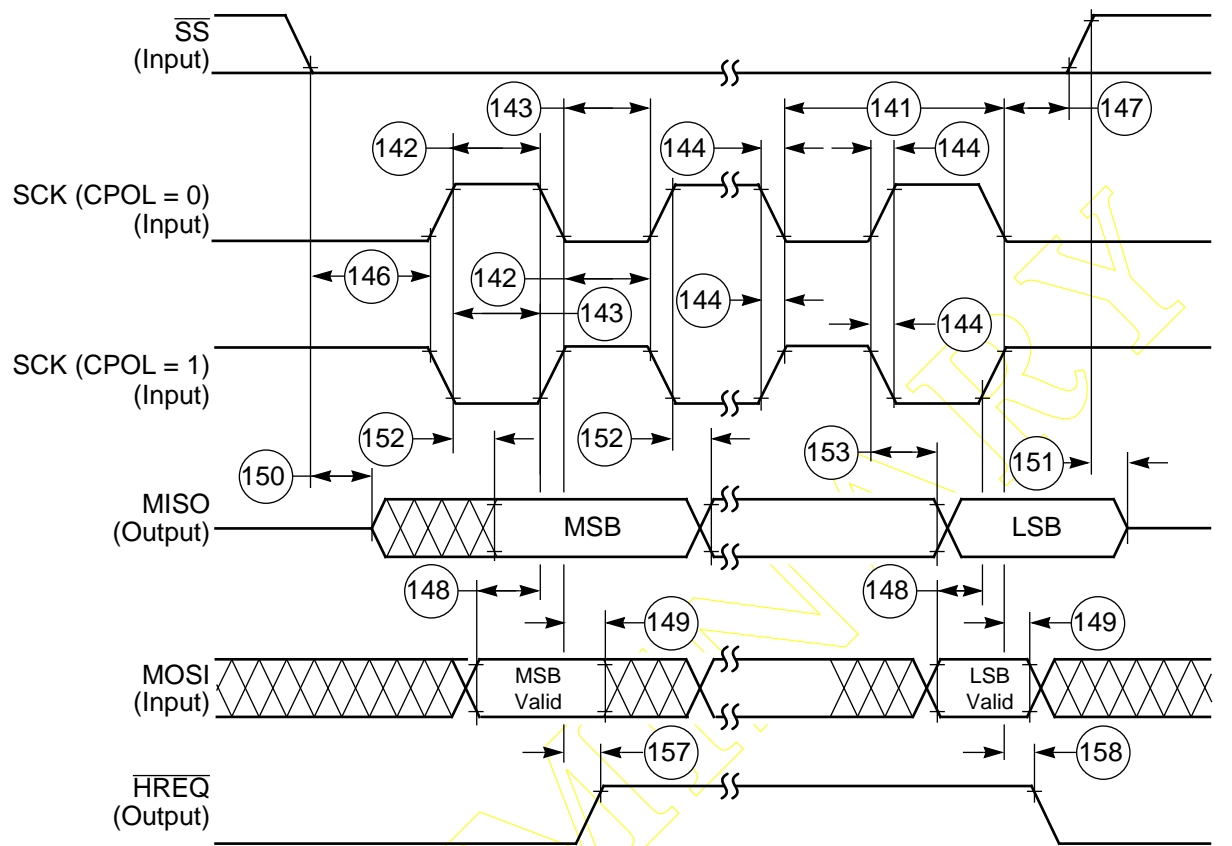 SS
(Input)
143
141
147
142
144
144
SCK (CPOL = 0)
(Input)
146
142
144
143
144
SCK (CPOL = 1)
(Input)
152
152
153
151
150
MISO
(Output)
MSB
LSB
148
148
149
149
MOSI
(Input)
MSB
Valid
LSB
Valid
157
158
HREQ
(Output)